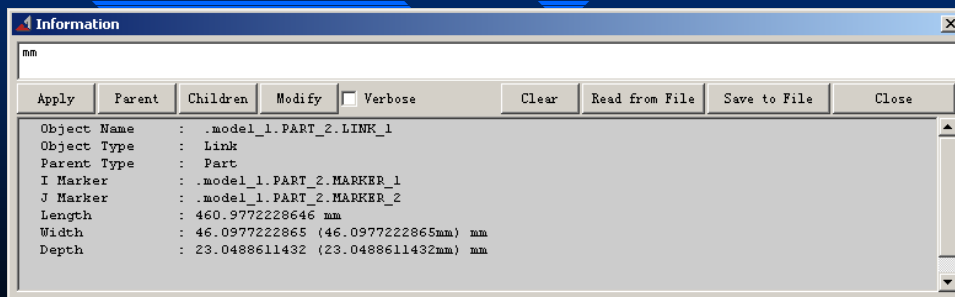 Information
mm
Apply Parent Children Modify Verbose Clear Read from File Save to File Close
Object Name : .model_1.PART_2.LINK_1
Object Type : Link
Parent Type : Part
I Marker : .model_1.PART_2.MARKER_1
J Marker : .model_1.PART_2.MARKER_2
Length : 460.9772228646 mm
Width : 46.0977222865 (46.0977222865mm) mm
Depth : 23.0488611432 (23.0488611432mm) mm